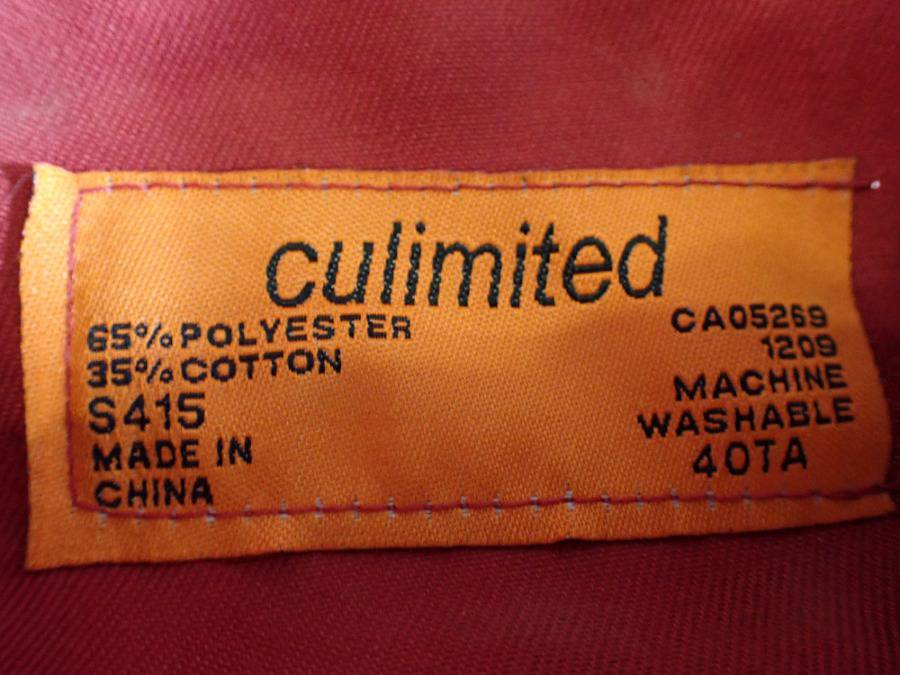 culimited
65% POLYESTER
35% COTTON
S415
MADE IN
CHINA
CA05269
1209
MACHINE
WASHABLE
40TA